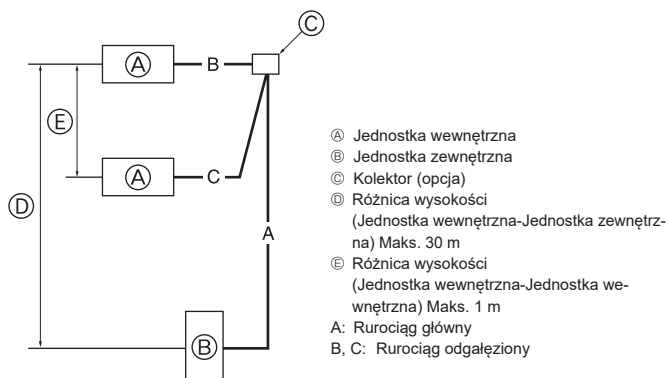 Ⓒ
Ⓐ B
Ⓔ
Ⓐ C
Ⓓ
A
Ⓑ
Ⓐ Jednostka wewnętrzna
Ⓑ Jednostka zewnętrzna
Ⓒ Kolektor (opcja)
Ⓓ Różnica wysokości
(Jednostka wewnętrzna-Jednostka zewnętrz-
na) Maks. 30 m
Ⓔ Różnica wysokości
(Jednostka wewnętrzna-Jednostka we-
wnętrzna) Maks. 1 m
A: Rurociąg główny
B, C: Rurociąg odgałęziony